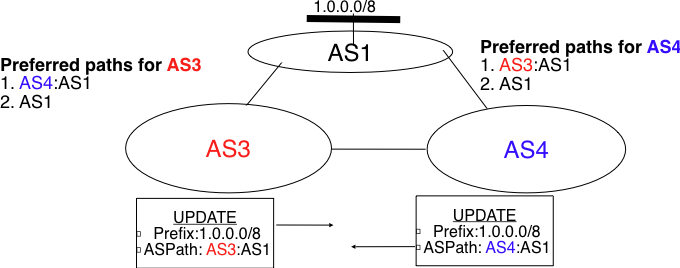 1.0.0.0/8
AS1
Preferred paths for AS3
1. AS4:AS1
2. AS1
Preferred paths for AS4
1. AS3:AS1
2. AS1
AS3
AS4
UPDATE
Prefix:1.0.0.0/8
ASPath: AS3:AS1
UPDATE
Prefix:1.0.0.0/8
ASPath: AS4:AS1